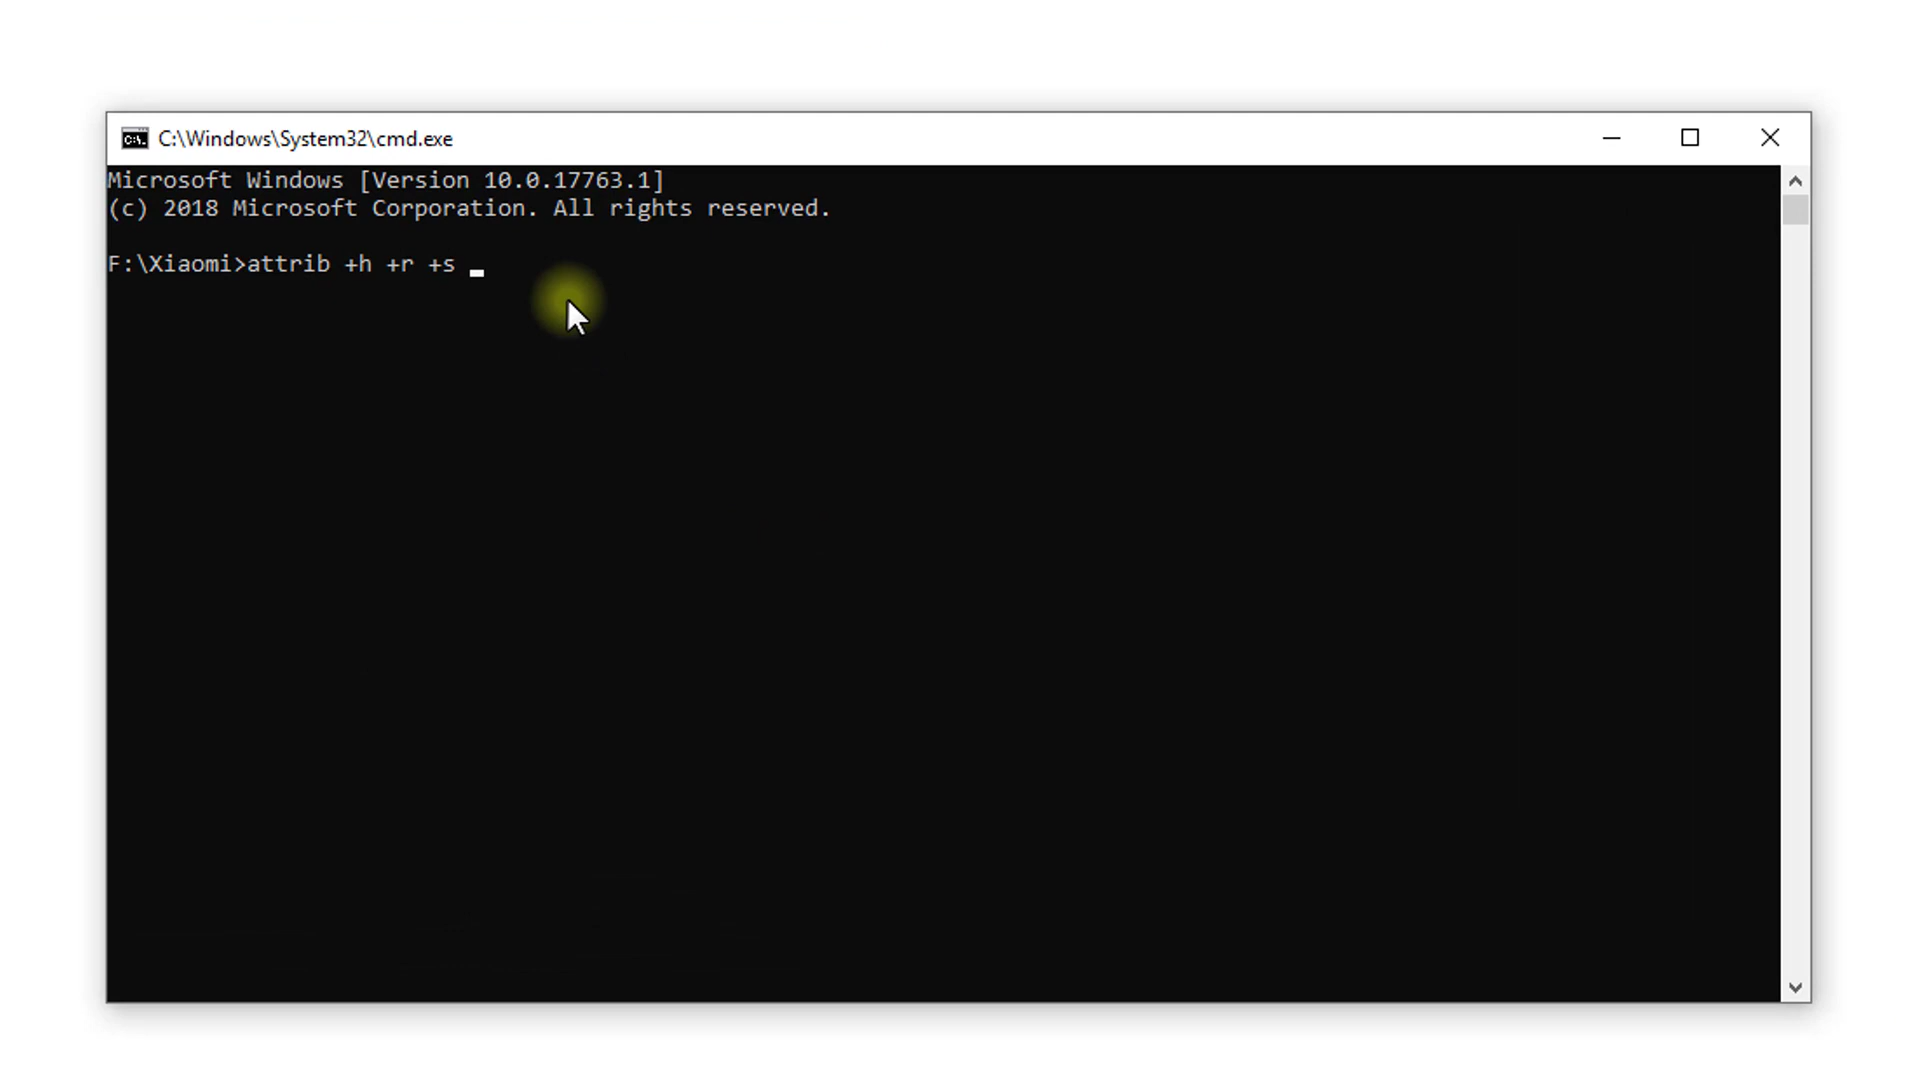 C:\Windows\System32\cmd.exe
Microsoft Windows [Version 10.0.17763.1]
(c) 2018 Microsoft Corporation. All rights reserved.
F:\Xiaomi>attrib +h +r +s